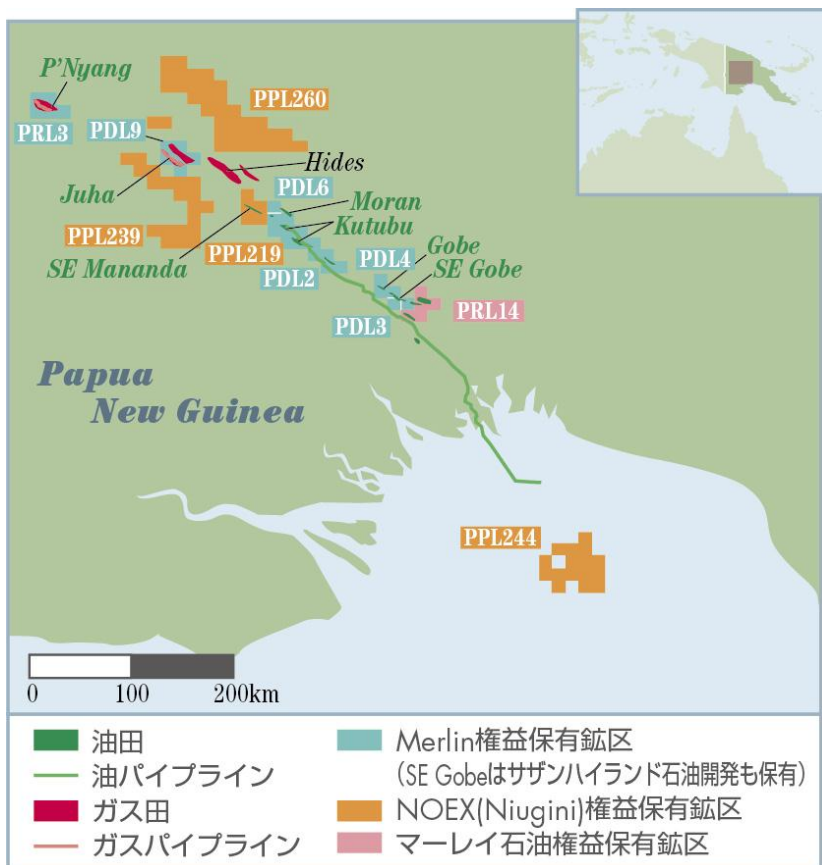 P'Nyang
PPL260
PRL3
PDL9
Hides
Juha
PDL6
Moran
Kutubu
PPL239
PPL219
Gobe
SE Mananda
PDL4
SE Gobe
PDL2
PDL3
PRL14
Papua
New Guinea
PPL244
0 100 200km
油田
油パイプライン
ガス田
ガスパイプライン
Merlin権益保有鉱区
(SE Gobeはサザンハイランド石油開発も保有)
NOEX(Niugini)権益保有鉱区
マーレイ石油権益保有鉱区